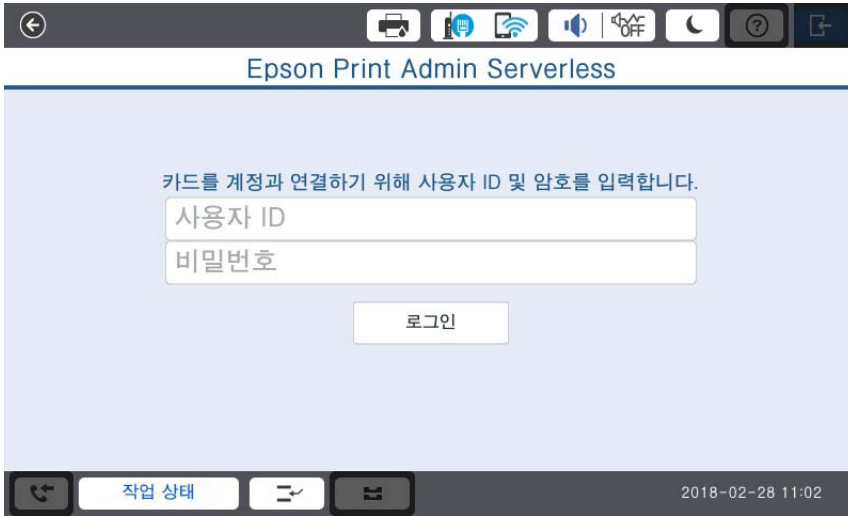 OFF
Epson Print Admin Serverless
카드를 계정과 연결하기 위해 사용자 ID 및 암호를 입력합니다.
사용자 ID
비밀번호
로그인
작업 상태
2018-02-28 11:02